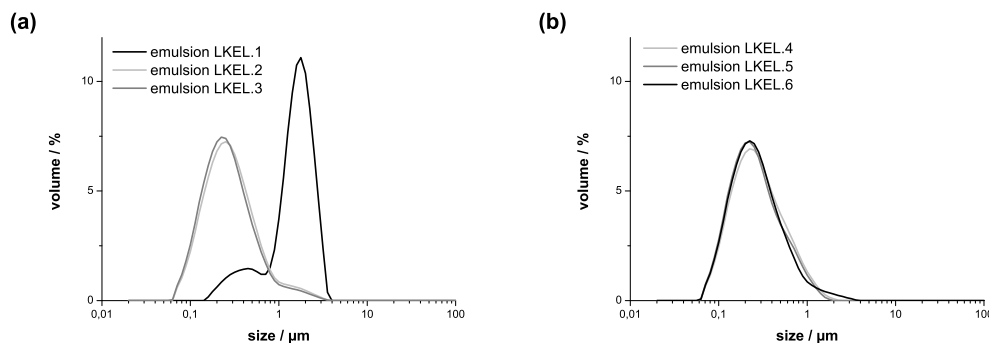 (a)
emulsion LKEL.1
emulsion LKEL.2
emulsion LKEL.3
10
5
0
volume / %
0,01 0,1 1 10 100
size / µm
(b)
emulsion LKEL.4
emulsion LKEL.5
emulsion LKEL.6
10
5
0
volume / %
0,01 0,1 1 10 100
size / µm